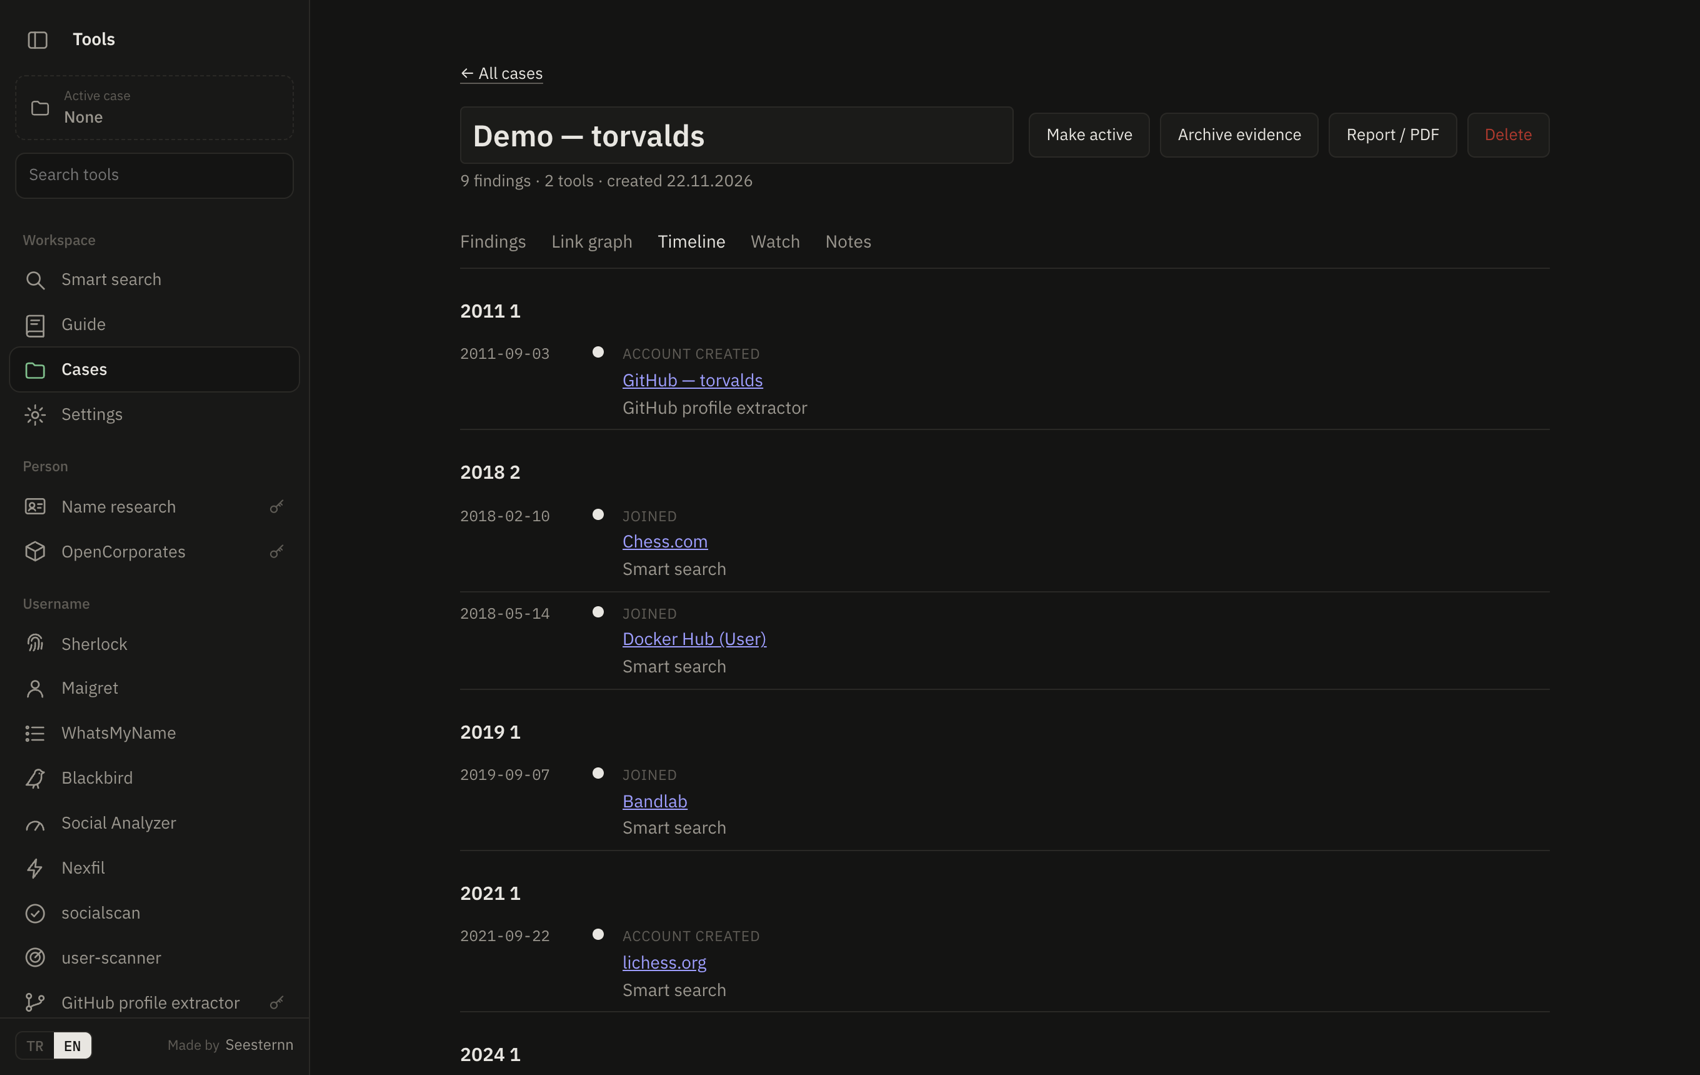 Tools
Active case
None
Search tools
Workspace
Smart search
Guide
Cases
Settings
Person
Name research
OpenCorporates
Username
Sherlock
Maigret
WhatsMyName
Blackbird
Social Analyzer
Nexfil
socialscan
user-scanner
GitHub profile extractor
TR EN
Made by Seesternn
← All cases
Demo — torvalds
Make active
Archive evidence
Report / PDF
Delete
9 findings · 2 tools · created 22.11.2026
Findings Link graph Timeline Watch Notes
2011 1
2011-09-03 ACCOUNT CREATED
GitHub — torvalds
GitHub profile extractor
2018 2
2018-02-10 JOINED
Chess.com
Smart search
2018-05-14 JOINED
Docker Hub (User)
Smart search
2019 1
2019-09-07 JOINED
Bandlab
Smart search
2021 1
2021-09-22 ACCOUNT CREATED
lichess.org
Smart search
2024 1